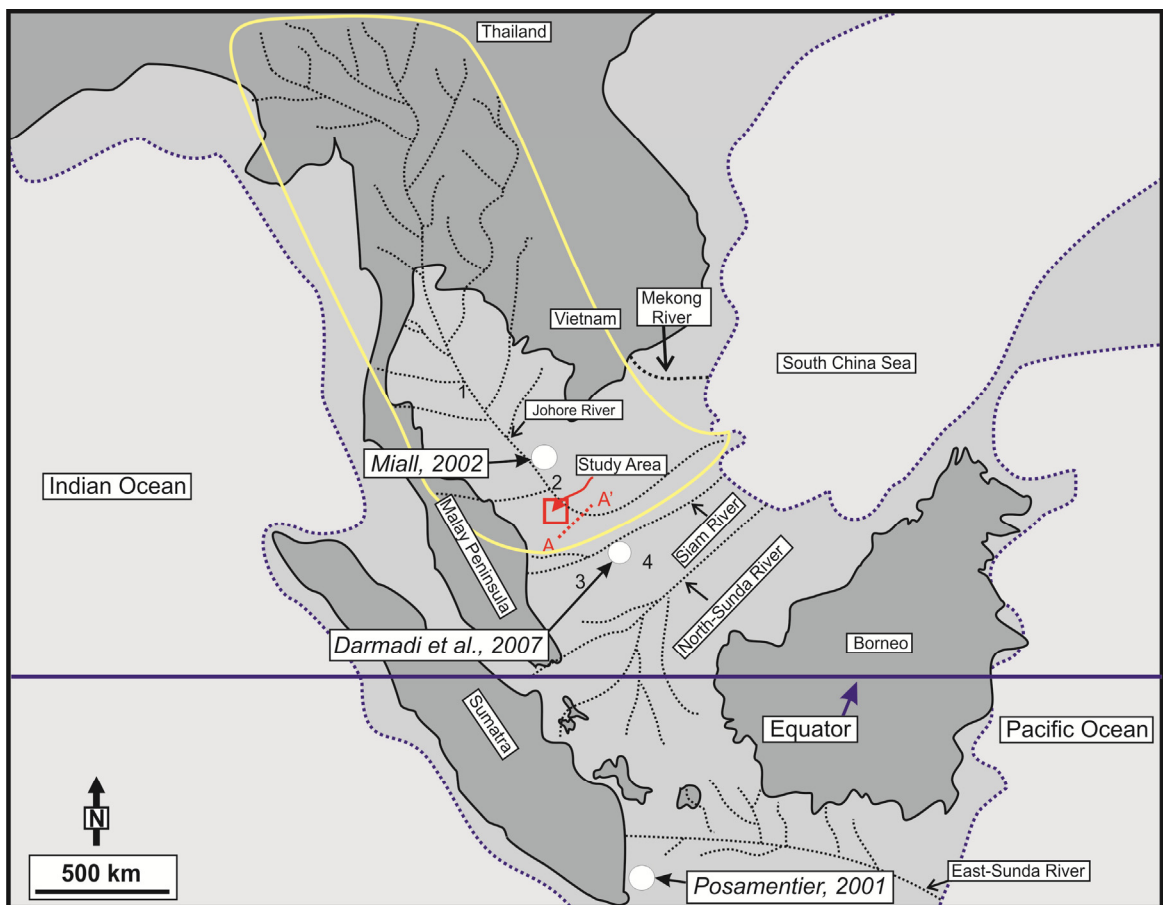 Thailand
Vietnam
Mekong
River
South China Sea
1
Johore River
Miall, 2002
Study Area
Indian Ocean
2
A'
A
Malay Peninsula
Siam River
4
3
North-Sunda River
Darmadi et al., 2007
Borneo
Sumatra
Equator
Pacific Ocean
N
500 km
East-Sunda River
Posamentier, 2001